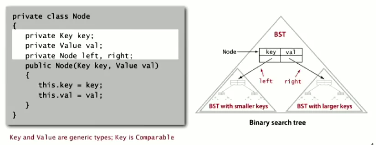 private class Node
{
private Key key;
private Value val;
private Node left, right;
public Node(Key key, Value val)
{
this.key = key;
this.val = val;
}
}
Key and Value are generic types; Key is Comparable
BST
Node
key val
left right
BST with smaller keys
BST with larger keys
Binary search tree